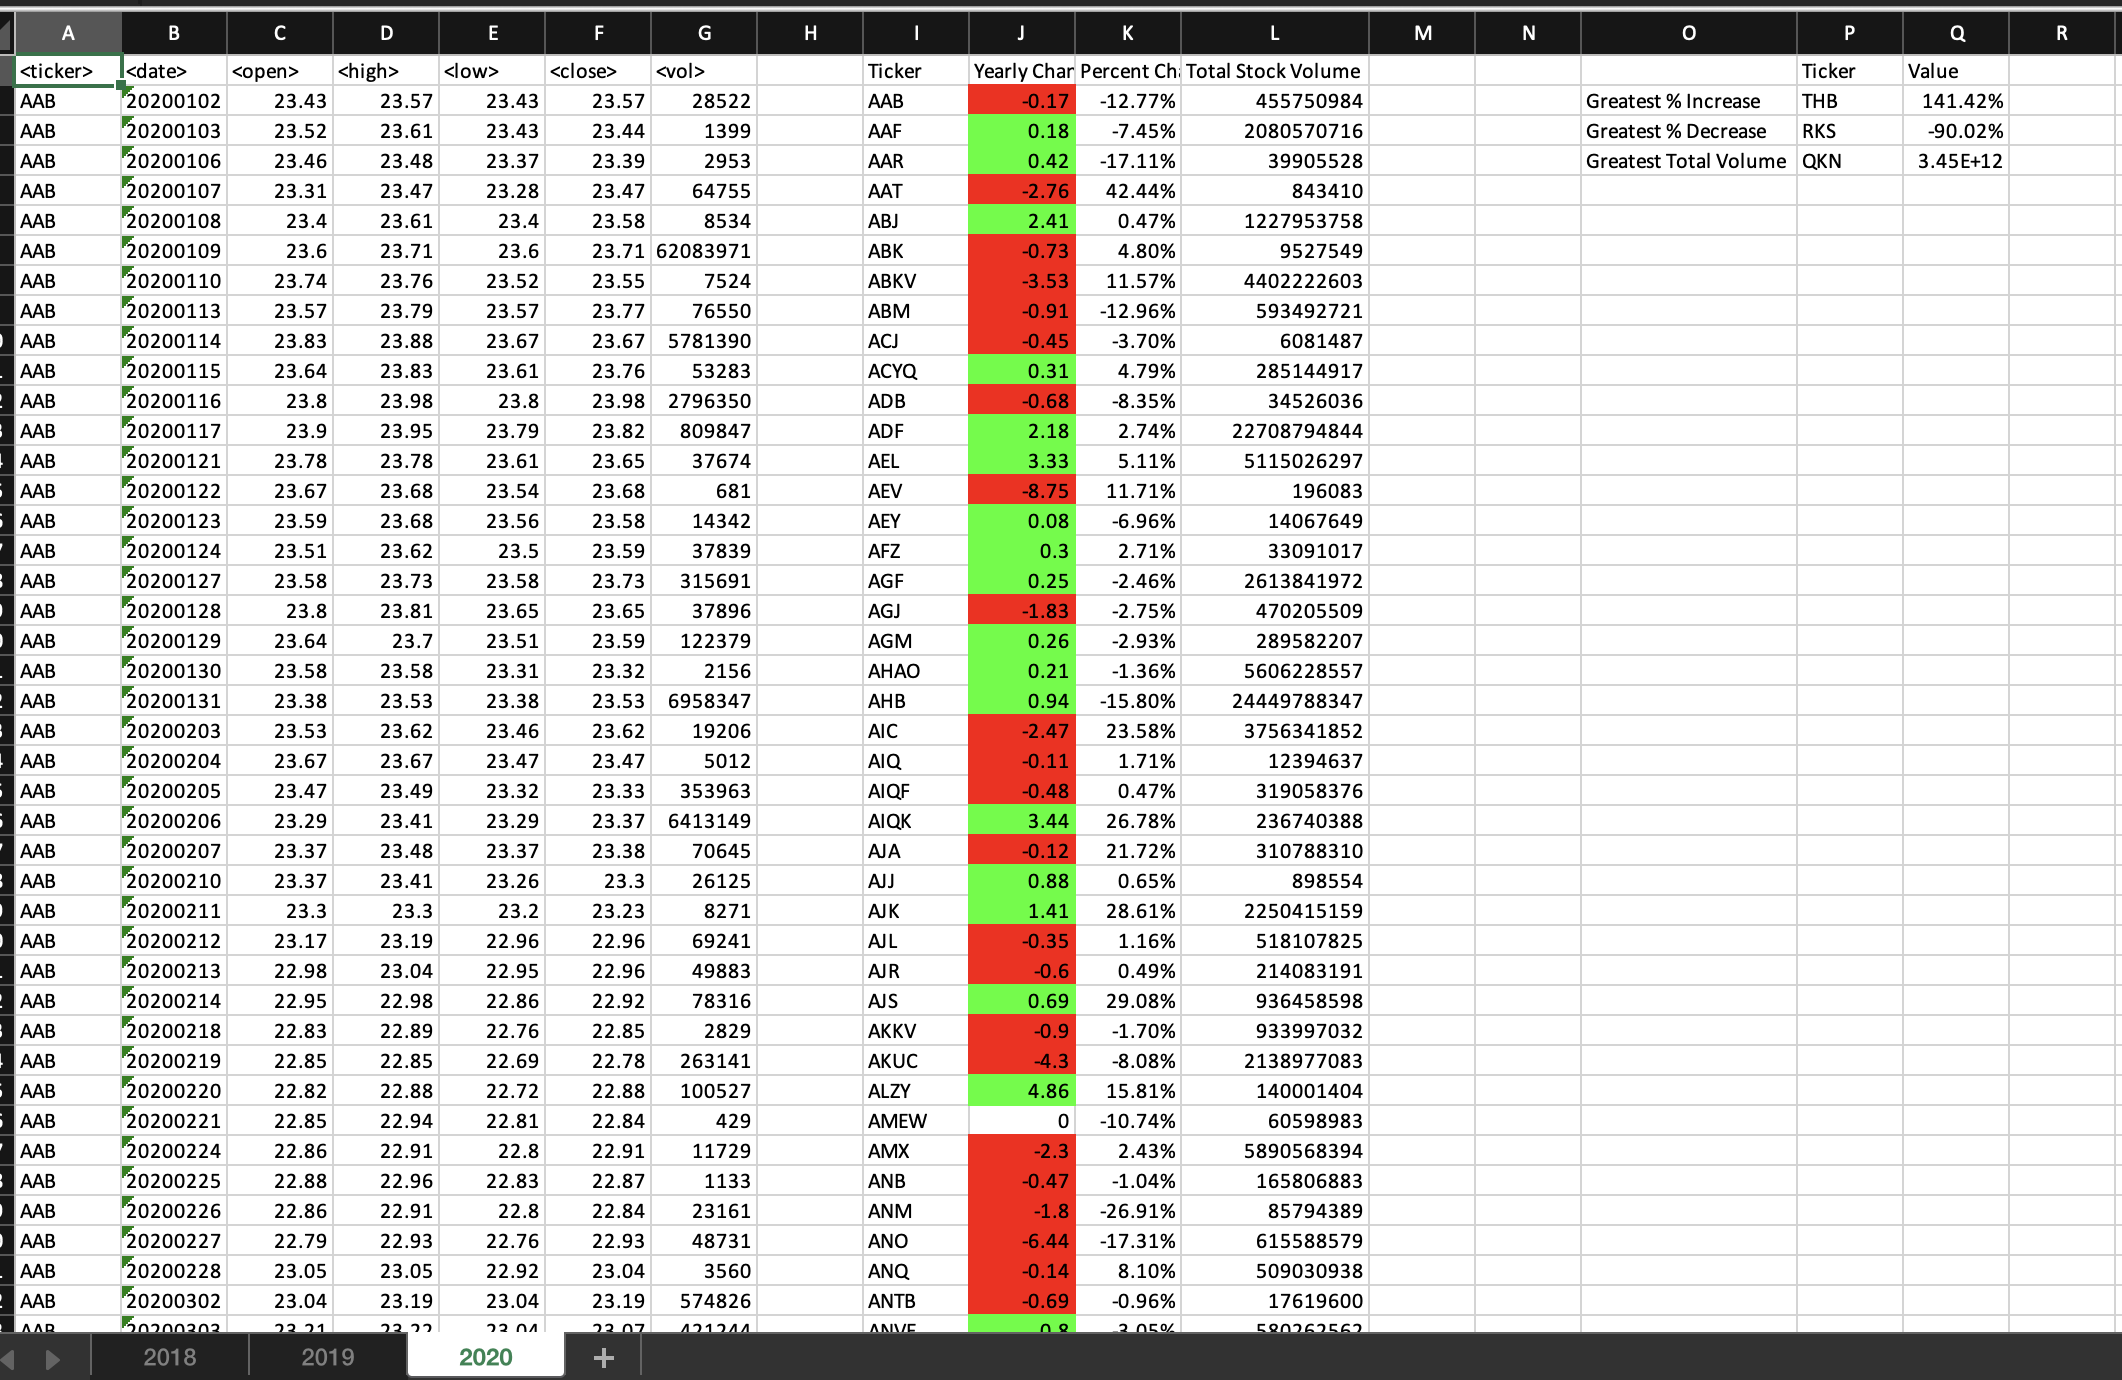 A B C D E F G H I J K L M N O P Q R
<ticker> <date> <open> <high> <low> <close> <vol> Ticker Yearly Char Percent Ch Total Stock Volume Ticker Value
AAB 20200102 23.43 23.57 23.43 23.57 28522 AAB -0.17 -12.77% 455750984 Greatest % Increase THB 141.42%
AAB 20200103 23.52 23.61 23.43 23.44 1399 AAF 0.18 -7.45% 2080570716 Greatest % Decrease RKS -90.02%
AAB 20200106 23.46 23.48 23.37 23.39 2953 AAR 0.42 -17.11% 39905528 Greatest Total Volume QKN 3.45E+12
AAB 20200107 23.31 23.47 23.28 23.47 64755 AAT -2.76 42.44% 843410
AAB 20200108 23.4 23.61 23.4 23.58 8534 ABJ 2.41 0.47% 1227953758
AAB 20200109 23.6 23.71 23.6 23.71 62083971 ABK -0.73 4.80% 9527549
AAB 20200110 23.74 23.76 23.52 23.55 7524 ABKV -3.53 11.57% 4402222603
AAB 20200113 23.57 23.79 23.57 23.77 76550 ABM -0.91 -12.96% 593492721
AAB 20200114 23.83 23.88 23.67 23.67 5781390 ACJ -0.45 -3.70% 6081487
AAB 20200115 23.64 23.83 23.61 23.76 53283 ACYQ 0.31 4.79% 285144917
AAB 20200116 23.8 23.98 23.8 23.98 2796350 ADB -0.68 -8.35% 34526036
AAB 20200117 23.9 23.95 23.79 23.82 809847 ADF 2.18 2.74% 22708794844
AAB 20200121 23.78 23.78 23.61 23.65 37674 AEL 3.33 5.11% 5115026297
AAB 20200122 23.67 23.68 23.54 23.68 681 AEV -8.75 11.71% 196083
AAB 20200123 23.59 23.68 23.56 23.58 14342 AEY 0.08 -6.96% 14067649
AAB 20200124 23.51 23.62 23.5 23.59 37839 AFZ 0.3 2.71% 33091017
AAB 20200127 23.58 23.73 23.58 23.73 315691 AGF 0.25 -2.46% 2613841972
AAB 20200128 23.8 23.81 23.65 23.65 37896 AGJ -1.83 -2.75% 470205509
AAB 20200129 23.64 23.7 23.51 23.59 122379 AGM 0.26 -2.93% 289582207
AAB 20200130 23.58 23.58 23.31 23.32 2156 AHAO 0.21 -1.36% 5606228557
AAB 20200131 23.38 23.53 23.38 23.53 6958347 AHB 0.94 -15.80% 24449788347
AAB 20200203 23.53 23.62 23.46 23.62 19206 AIC -2.47 23.58% 3756341852
AAB 20200204 23.67 23.67 23.47 23.47 5012 AIQ -0.11 1.71% 12394637
AAB 20200205 23.47 23.49 23.32 23.33 353963 AIQF -0.48 0.47% 319058376
AAB 20200206 23.29 23.41 23.29 23.37 6413149 AIQK 3.44 26.78% 236740388
AAB 20200207 23.37 23.48 23.37 23.38 70645 AJA -0.12 21.72% 310788310
AAB 20200210 23.37 23.41 23.26 23.3 26125 AJJ 0.88 0.65% 898554
AAB 20200211 23.3 23.3 23.2 23.23 8271 AJK 1.41 28.61% 2250415159
AAB 20200212 23.17 23.19 22.96 22.96 69241 AJL -0.35 1.16% 518107825
AAB 20200213 22.98 23.04 22.95 22.96 49883 AJR -0.6 0.49% 214083191
AAB 20200214 22.95 22.98 22.86 22.92 78316 AJS 0.69 29.08% 936458598
AAB 20200218 22.83 22.89 22.76 22.85 2829 AKKV -0.9 -1.70% 933997032
AAB 20200219 22.85 22.85 22.69 22.78 263141 AKUC -4.3 -8.08% 2138977083
AAB 20200220 22.82 22.88 22.72 22.88 100527 ALZY 4.86 15.81% 140001404
AAB 20200221 22.85 22.94 22.81 22.84 429 AMEW 0 -10.74% 60598983
AAB 20200224 22.86 22.91 22.8 22.91 11729 AMX -2.3 2.43% 5890568394
AAB 20200225 22.88 22.96 22.83 22.87 1133 ANB -0.47 -1.04% 165806883
AAB 20200226 22.86 22.91 22.8 22.84 23161 ANM -1.8 -26.91% 85794389
AAB 20200227 22.79 22.93 22.76 22.93 48731 ANO -6.44 -17.31% 615588579
AAB 20200228 23.05 23.05 22.92 23.04 3560 ANQ -0.14 8.10% 509030938
AAB 20200302 23.04 23.19 23.04 23.19 574826 ANTB -0.69 -0.96% 17619600
AAB 20200303 23.21 23.22 23.04 23.07 421244 0.8 -3.05% 580262562
2018 2019 2020 +